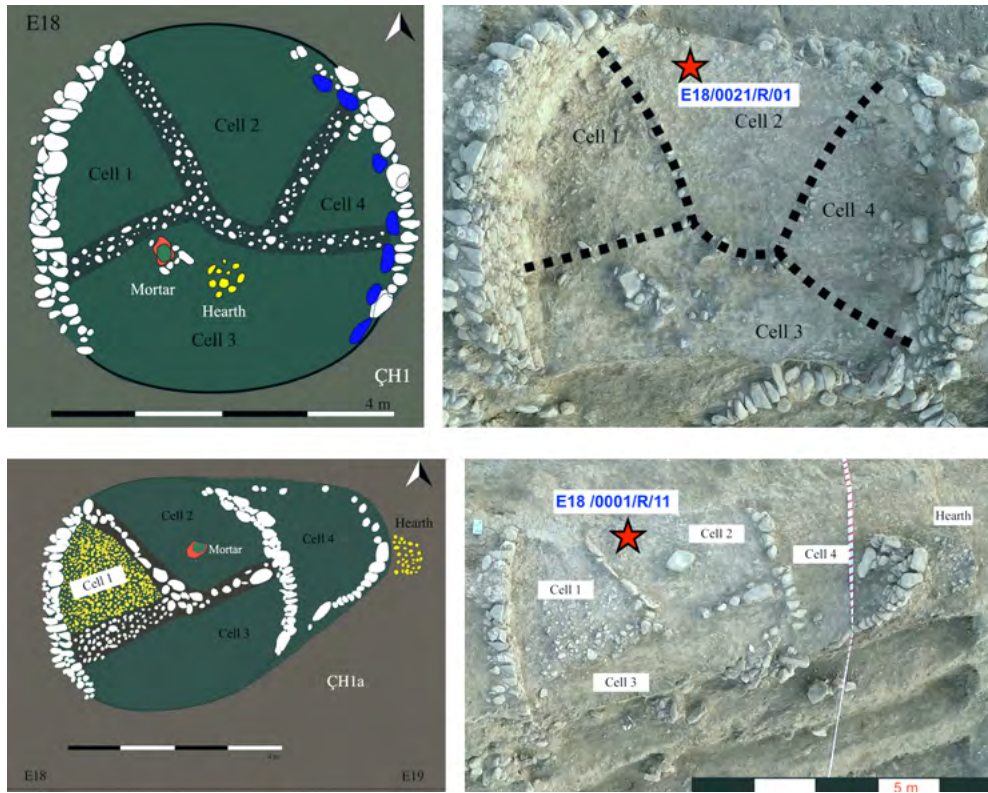 E18
Cell 2
Cell 1
Cell 4
Mortar
Hearth
Cell 3
ÇH1
4 m
E18/0021/R/01
Cell 2
Cell 1
Cell 4
Cell 3
Cell 2
Cell 4
Hearth
Mortar
Cell 1
Cell 3
ÇH1a
4 m
E18
E19
E18 /0001/R/11
Hearth
Cell 2
Cell 4
Cell 1
Cell 3
5 m